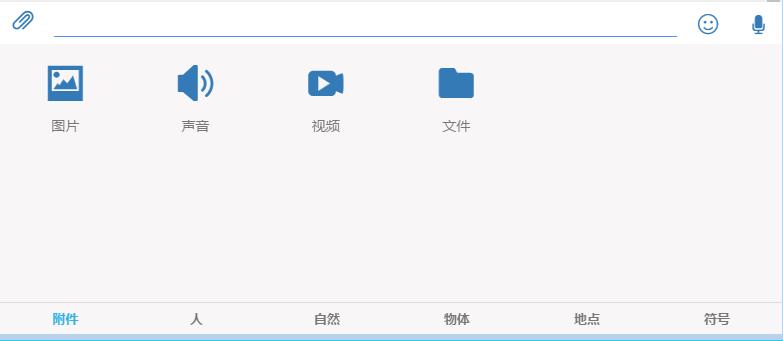 图片 声音 视频 文件
附件 人 自然 物体 地点 符号